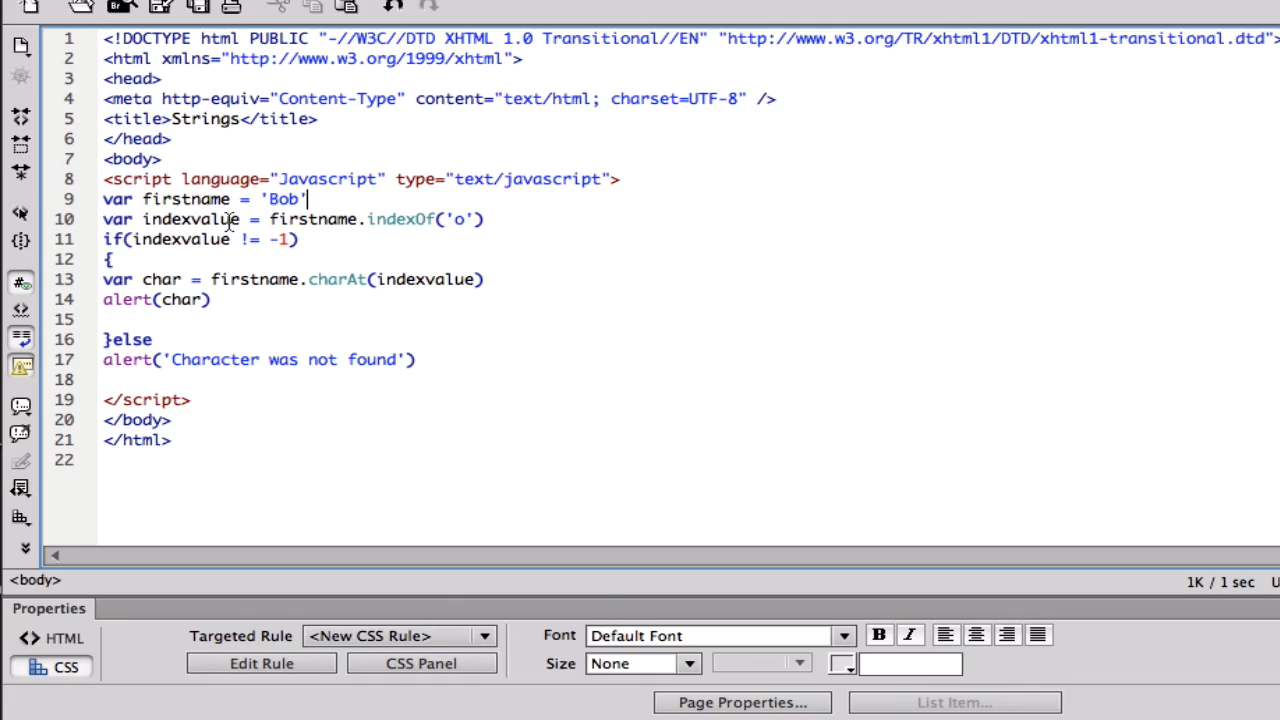 Br
1 <!DOCTYPE html PUBLIC "-//W3C//DTD XHTML 1.0 Transitional//EN" "http://www.w3.org/TR/xhtml1/DTD/xhtml1-transitional.dtd">
2 <html xmlns="http://www.w3.org/1999/xhtml">
3 <head>
4 <meta http-equiv="Content-Type" content="text/html; charset=UTF-8" />
5 <title>Strings</title>
6 </head>
7 <body>
8 <script language="Javascript" type="text/javascript">
9 var firstname = 'Bob'
10 var indexvalue = firstname.indexOf('o')
11 if(indexvalue != -1)
12 {
13 var char = firstname.charAt(indexvalue)
14 alert(char)
15
16 }else
17 alert('Character was not found')
18
19 </script>
20 </body>
21 </html>
22
<body> 1K / 1 sec
Properties
<> HTML Targeted Rule <New CSS Rule> Font Default Font B I
CSS Edit Rule CSS Panel Size None
Page Properties... List Item...